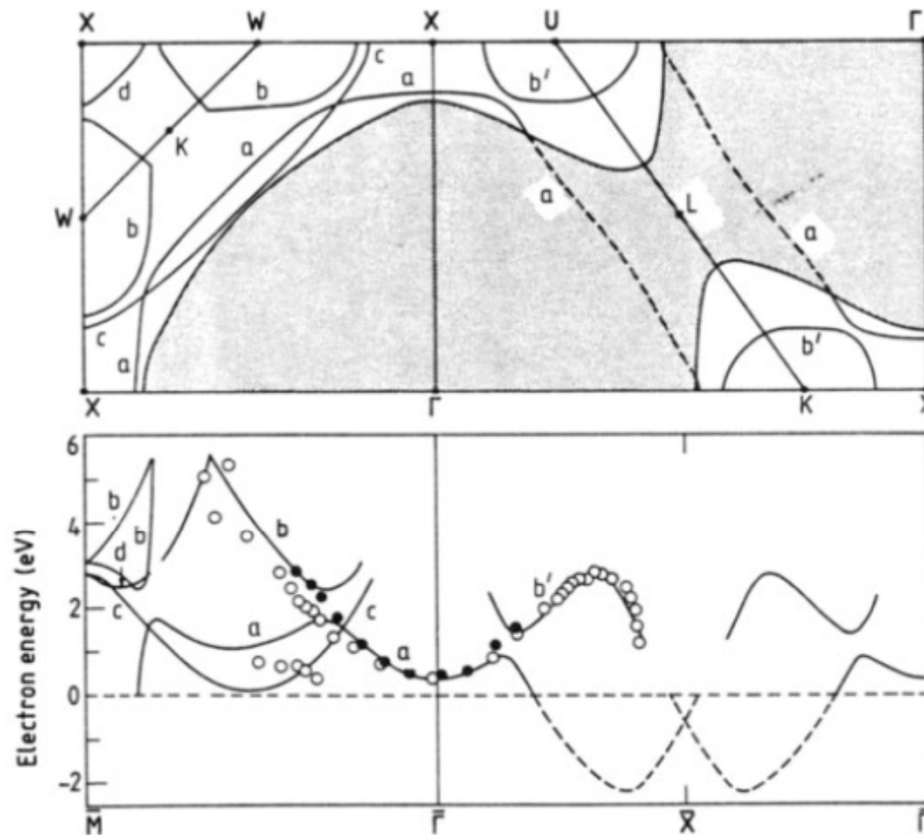 X W X U Γ
d b c a b'
K a
W L
b a a
c b'
a
X Γ K
6
b b b'
4
d b
c a c a
2
0
-2
Electron energy (eV)
M̄ Γ̄ X̄